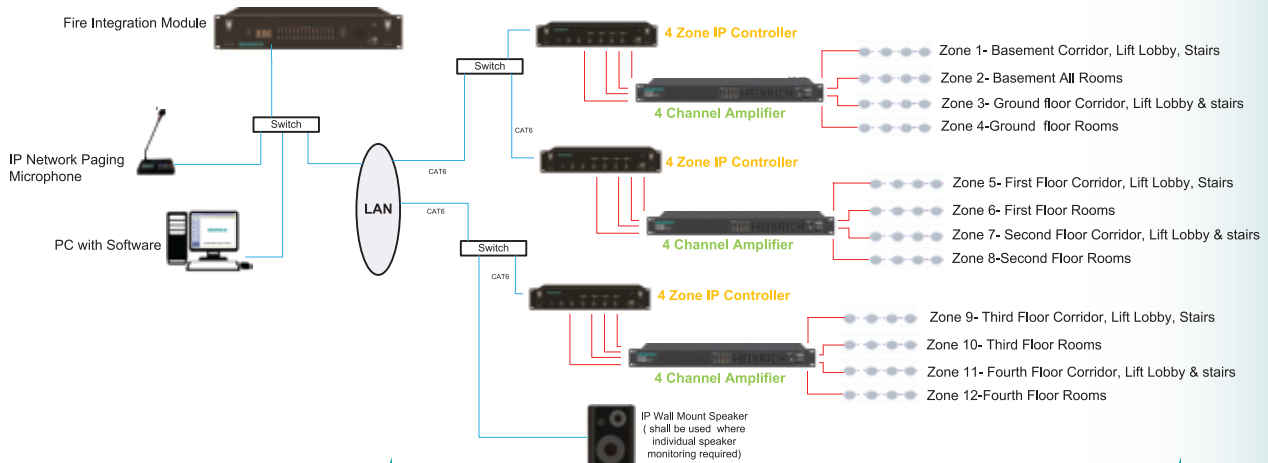 Fire Integration Module
Switch
IP Network Paging
Microphone
PC with Software
LAN
CAT6
CAT6
Switch
CAT6
4 Zone IP Controller
HEINRICH
4 Channel Amplifier
Zone 1- Basement Corridor, Lift Lobby, Stairs
Zone 2- Basement All Rooms
Zone 3- Ground floor Corridor, Lift Lobby & stairs
Zone 4-Ground floor Rooms
4 Zone IP Controller
HEINRICH
4 Channel Amplifier
Zone 5- First Floor Corridor, Lift Lobby, Stairs
Zone 6- First Floor Rooms
Zone 7- Second Floor Corridor, Lift Lobby & stairs
Zone 8-Second Floor Rooms
Switch
CAT6
4 Zone IP Controller
HEINRICH
4 Channel Amplifier
Zone 9- Third Floor Corridor, Lift Lobby, Stairs
Zone 10- Third Floor Rooms
Zone 11- Fourth Floor Corridor, Lift Lobby & stairs
Zone 12-Fourth Floor Rooms
IP Wall Mount Speaker
( shall be used where
individual speaker
monitoring required)